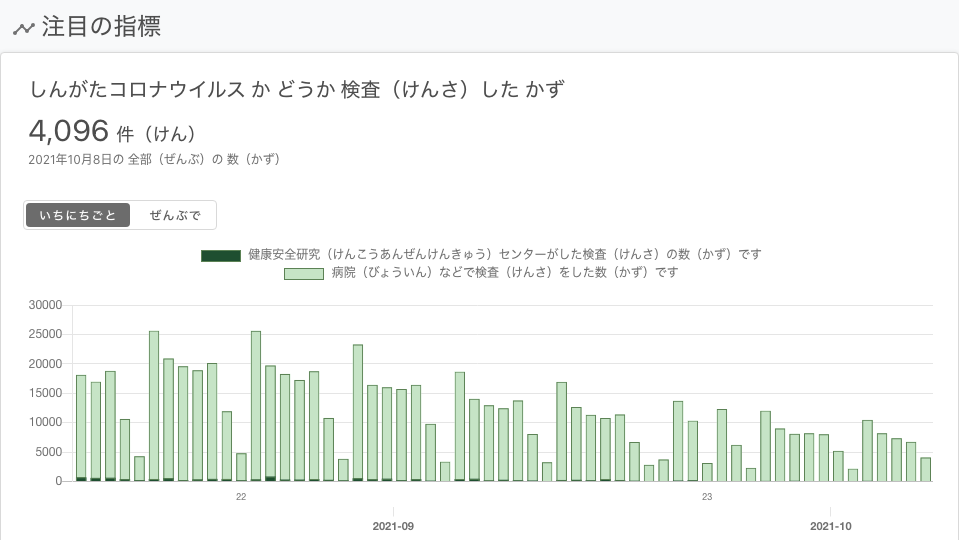 注目の指標
しんがたコロナウイルス か どうか 検査（けんさ）した かず
4,096 件（けん）
2021年10月8日の 全部（ぜんぶ）の 数（かず）
いちにちごと ぜんぶで
健康安全研究（けんこうあんぜんけんきゅう）センターがした検査（けんさ）の数（かず）です
病院（びょういん）などで検査（けんさ）をした数（かず）です
30000
25000
20000
15000
10000
5000
0
22 23
2021-09 2021-10